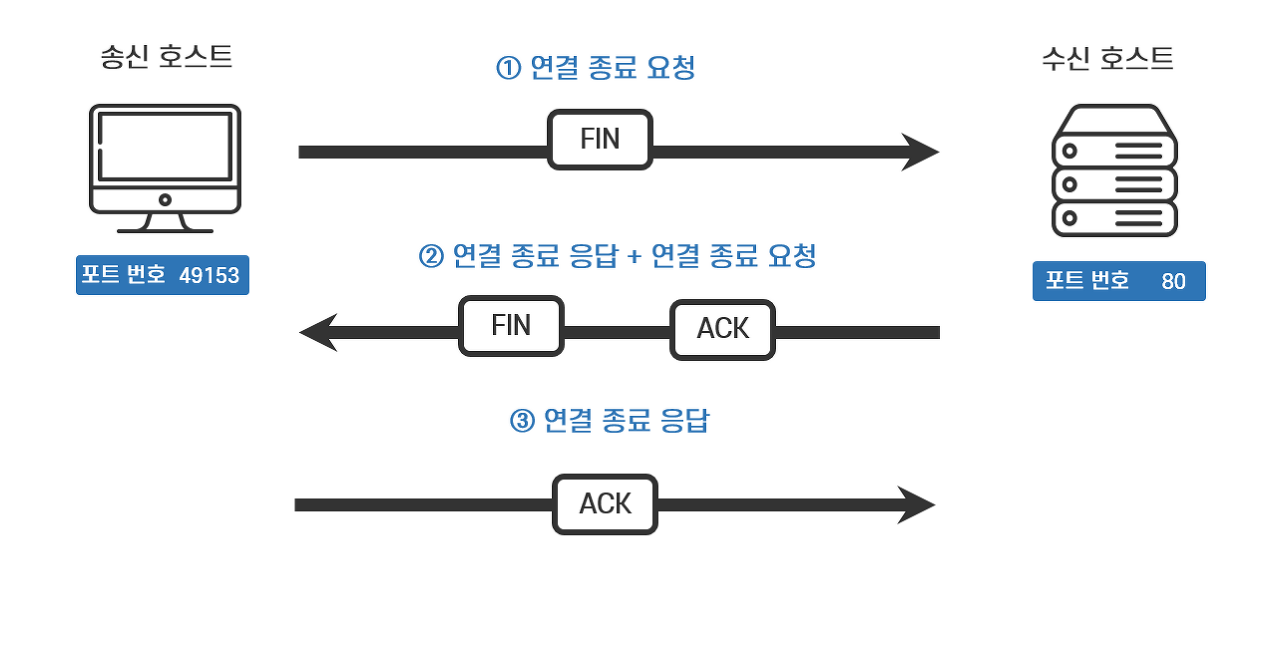 송신 호스트
수신 호스트
① 연결 종료 요청
FIN
포트 번호 49153
포트 번호 80
② 연결 종료 응답 + 연결 종료 요청
FIN ACK
③ 연결 종료 응답
ACK